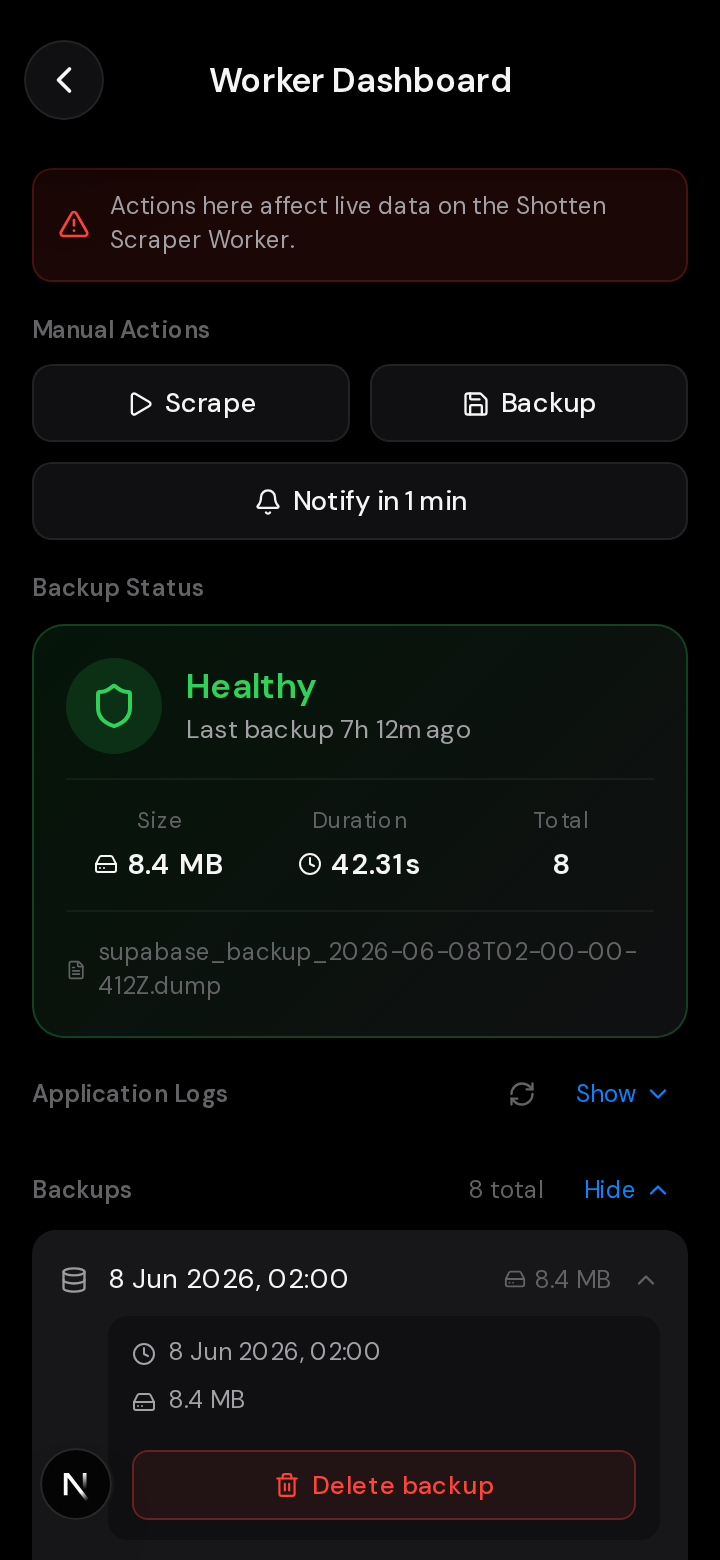 Worker Dashboard
Actions here affect live data on the Shotten
Scraper Worker.
Manual Actions
Scrape
Backup
Notify in 1 min
Backup Status
Healthy
Last backup 7h 12m ago
Size
Duration
Total
8.4 MB
42.31s
8
supabase_backup_2026-06-08T02-00-00-
412Z.dump
Application Logs
Show
Backups
8 total
Hide
8 Jun 2026, 02:00
8.4 MB
8 Jun 2026, 02:00
8.4 MB
N
Delete backup